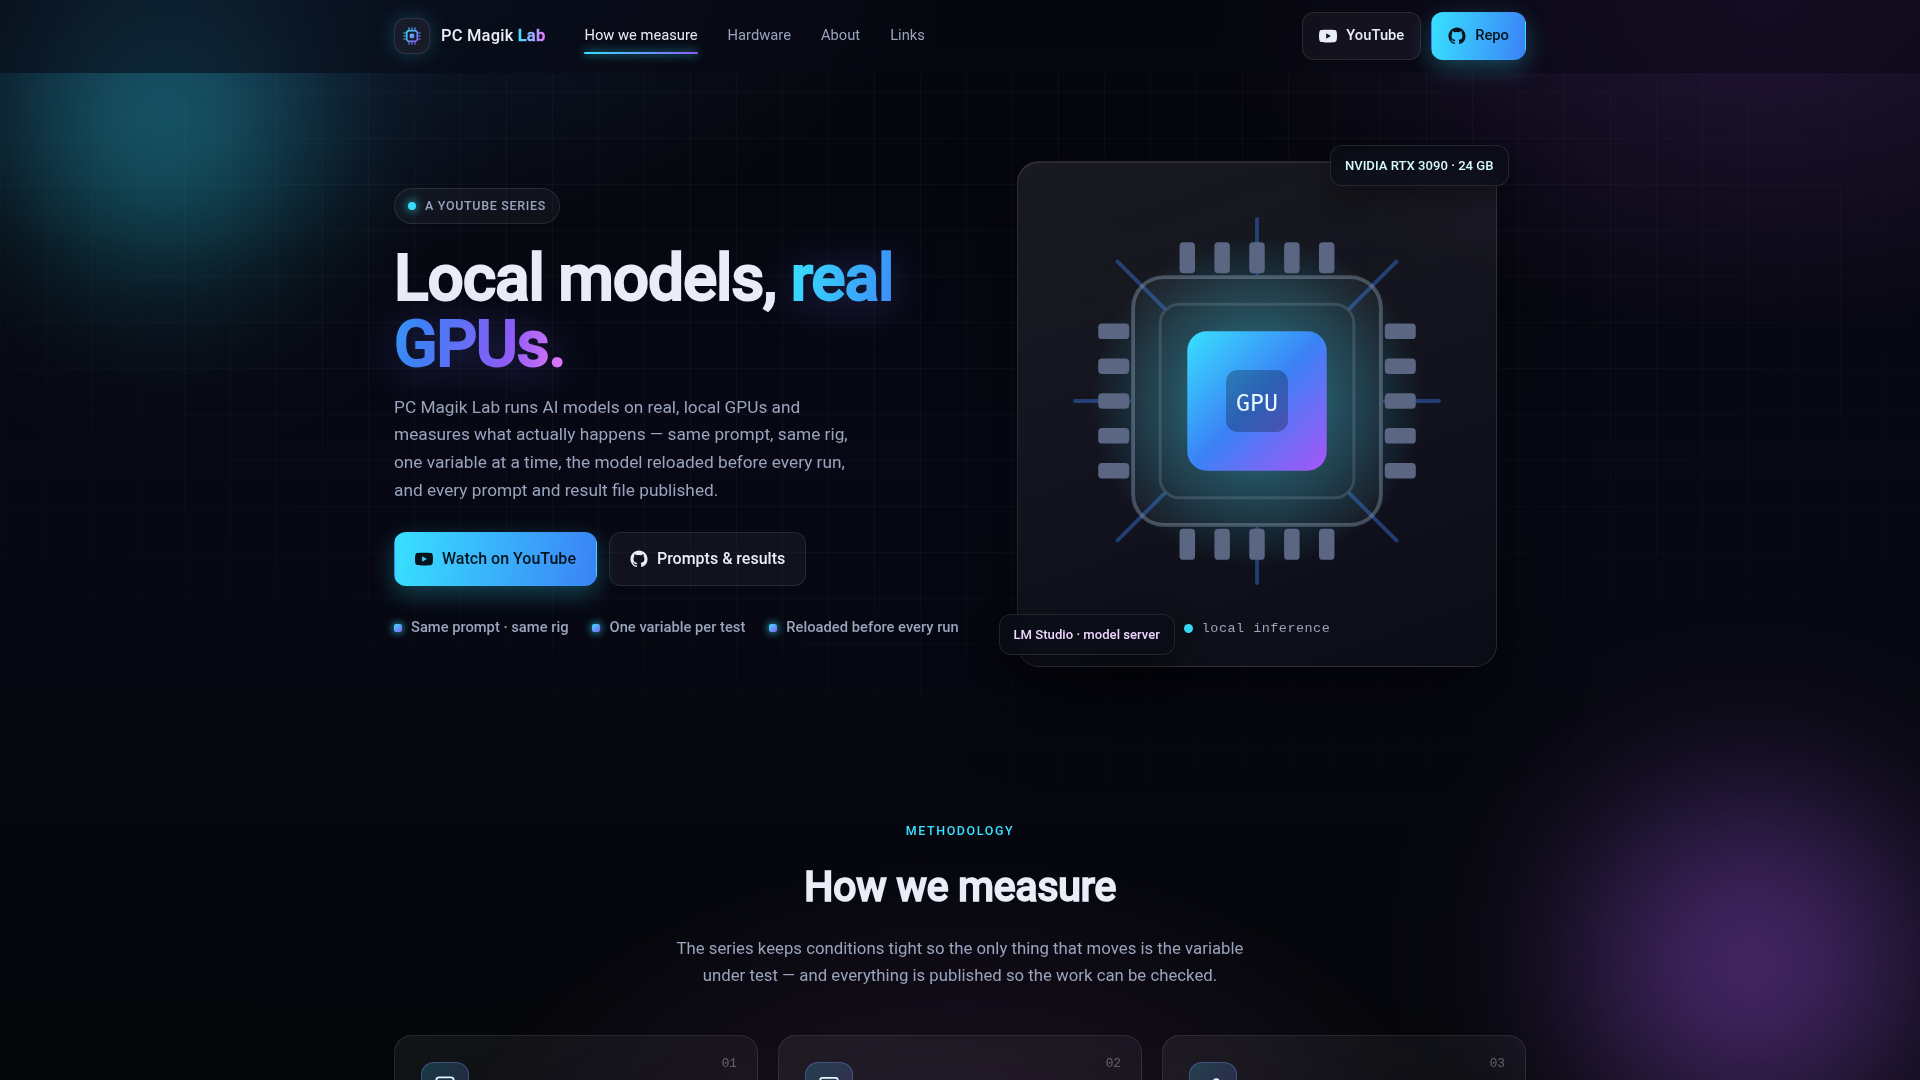 PC Magik Lab
How we measure
Hardware
About
Links
YouTube
Repo
A YOUTUBE SERIES
Local models, real
GPUs.
PC Magik Lab runs AI models on real, local GPUs and
measures what actually happens — same prompt, same rig,
one variable at a time, the model reloaded before every run,
and every prompt and result file published.
Watch on YouTube
Prompts & results
Same prompt · same rig
One variable per test
Reloaded before every run
NVIDIA RTX 3090 · 24 GB
GPU
LM Studio · model server
local inference
METHODOLOGY
How we measure
The series keeps conditions tight so the only thing that moves is the variable
under test — and everything is published so the work can be checked.
01
02
03